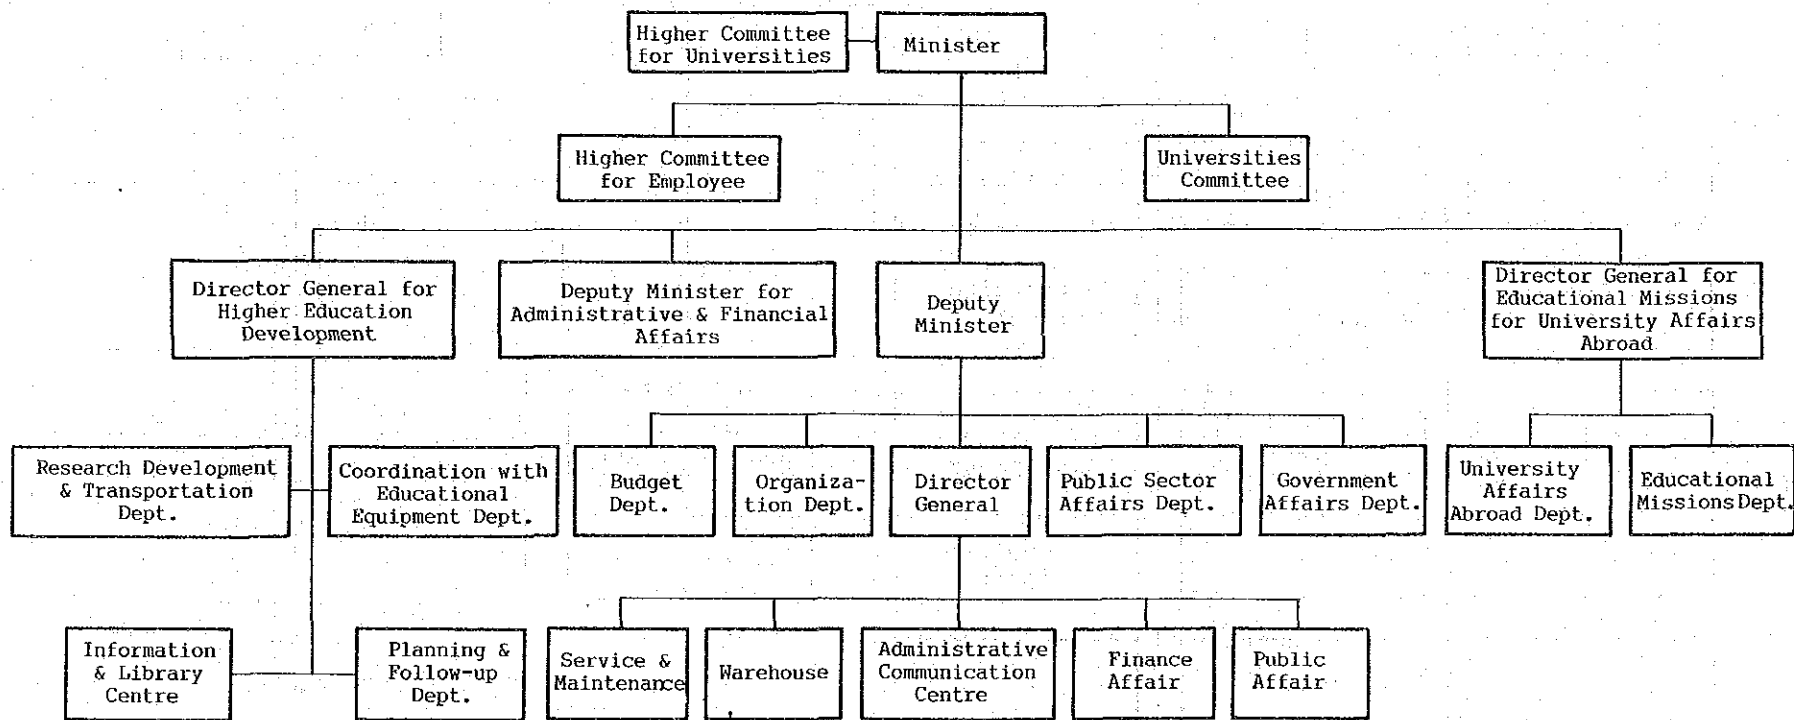 Higher Committee
for Universities
Minister
Higher Committee
for Employee
Universities
Committee
Director General for
Higher Education
Development
Deputy Minister for
Administrative & Financial
Affairs
Deputy
Minister
Director General for
Educational Missions
for University Affairs
Abroad
Research Development
& Transportation
Dept.
Coordination with
Educational
Equipment Dept.
Budget
Dept.
Organiza-
tion Dept.
Director
General
Public Sector
Affairs Dept.
Government
Affairs Dept.
University
Affairs
Abroad Dept.
Educational
Missions Dept.
Information
& Library
Centre
Planning &
Follow-up
Dept.
Service &
Maintenance
Warehouse
Administrative
Communication
Centre
Finance
Affair
Public
Affair